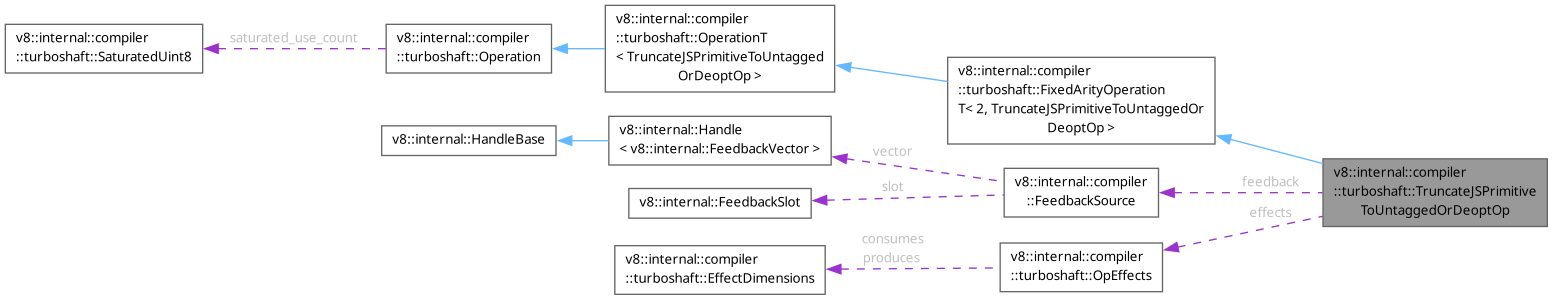 v8::internal::compiler
::turboshaft::SaturatedUint8
saturated_use_count
v8::internal::compiler
::turboshaft::Operation
v8::internal::compiler
::turboshaft::OperationT
< TruncateJSPrimitiveToUntagged
OrDeoptOp >
v8::internal::compiler
::turboshaft::FixedArityOperation
T< 2, TruncateJSPrimitiveToUntaggedOr
DeoptOp >
v8::internal::HandleBase
v8::internal::Handle
< v8::internal::FeedbackVector >
vector
slot
v8::internal::FeedbackSlot
v8::internal::compiler
::FeedbackSource
feedback
effects
v8::internal::compiler
::turboshaft::TruncateJSPrimitive
ToUntaggedOrDeoptOp
v8::internal::compiler
::turboshaft::EffectDimensions
consumes
produces
v8::internal::compiler
::turboshaft::OpEffects